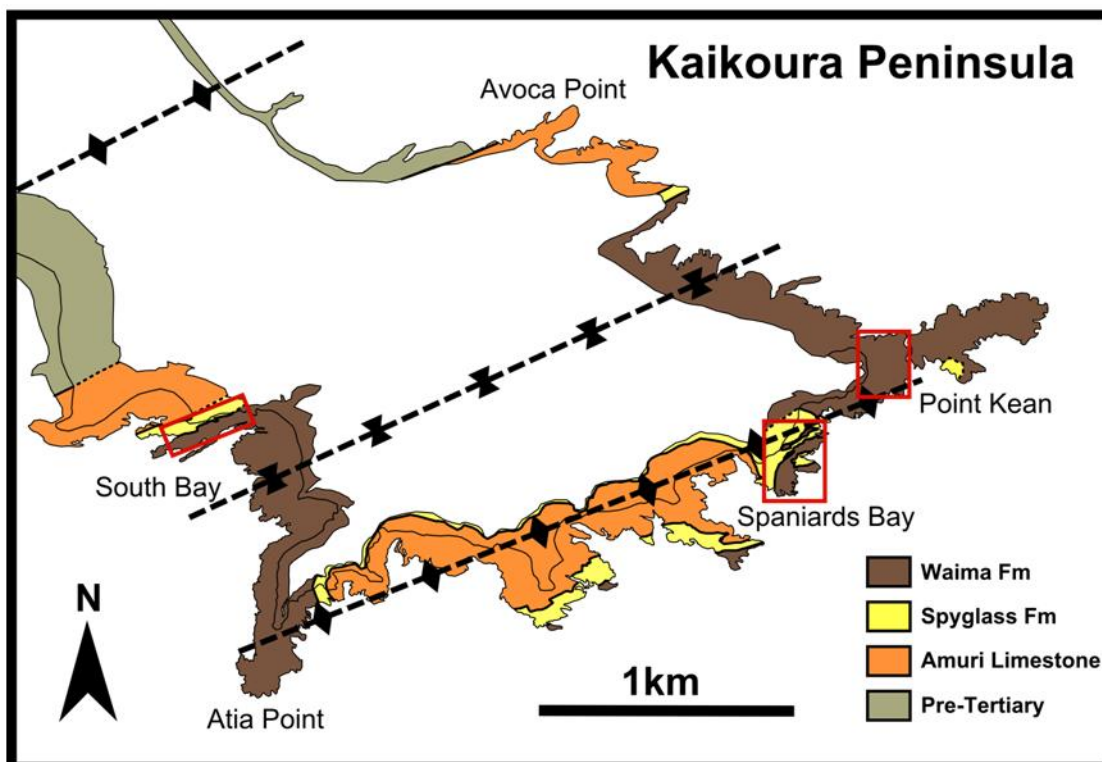 Kaikoura Peninsula
Avoca Point
Point Kean
South Bay
Spaniards Bay
Atia Point
N
1km
Waima Fm
Spyglass Fm
Amuri Limestone
Pre-Tertiary